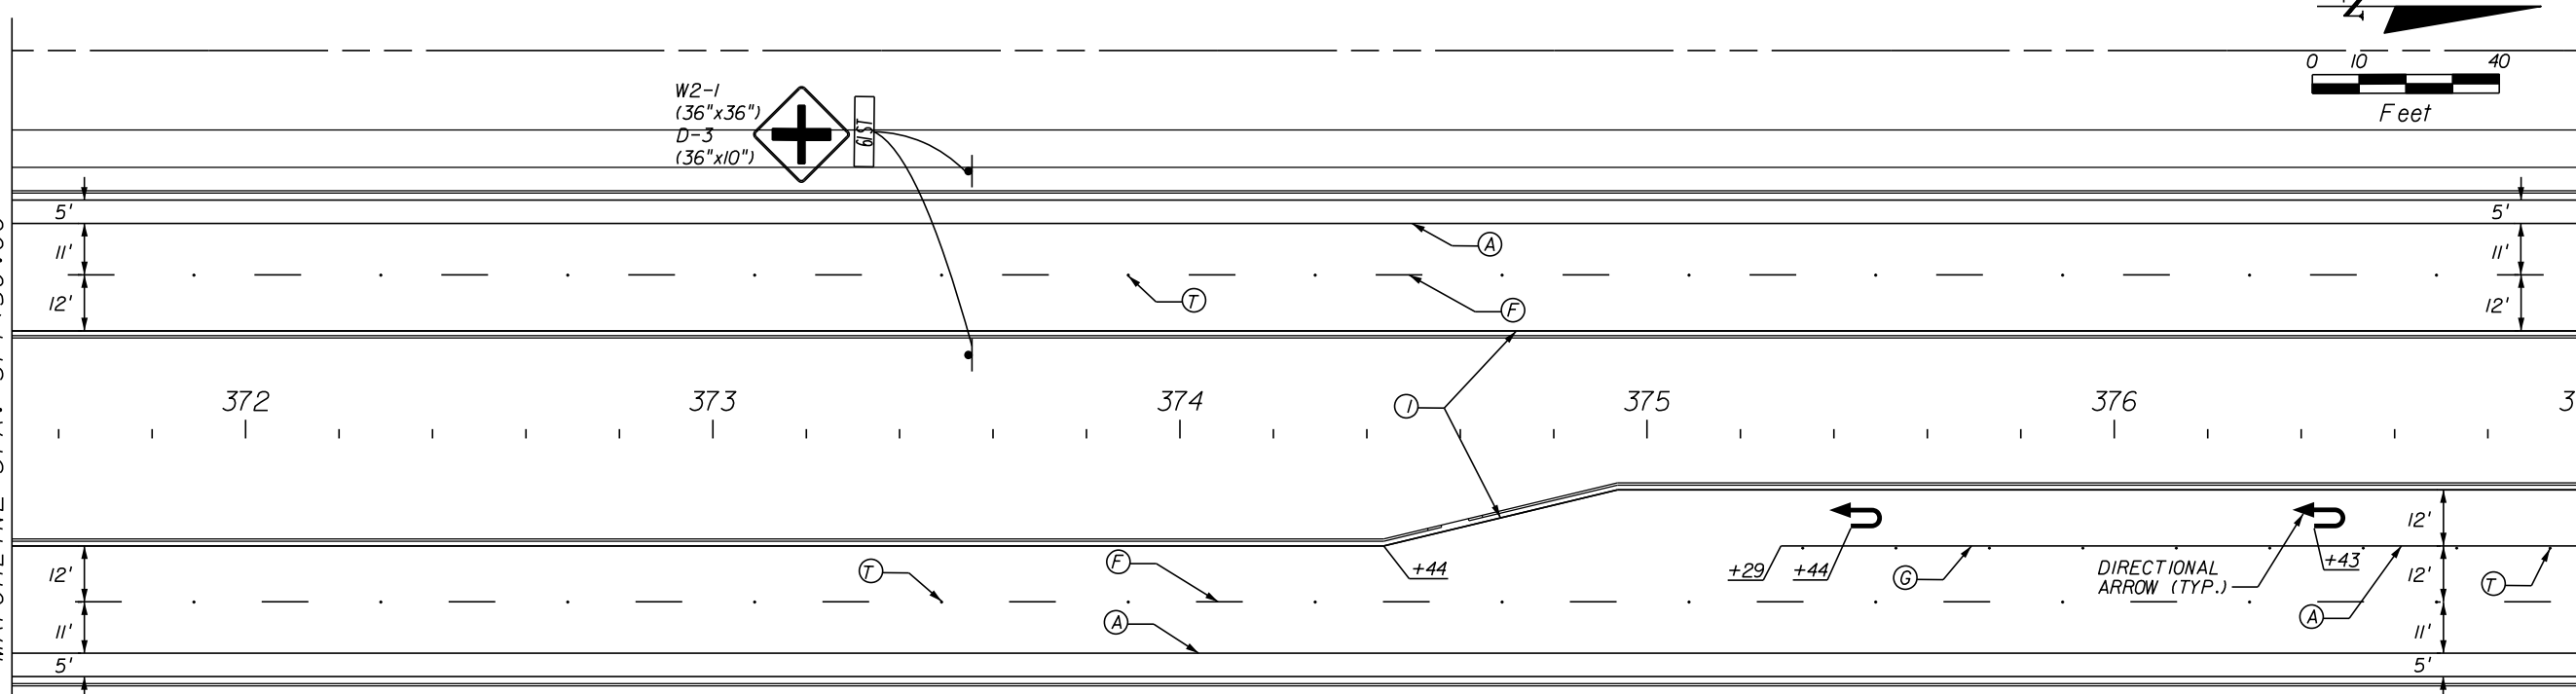 0 10 40
Feet
W2-1
(36"x36")
D-3
(36"x10")
61 ST
5' 5'
11' A 11'
12' T F 12'
372 373 374 I 375 376
12' T F +44 +29 +44 G DIRECTIONAL +43 12'
ARROW (TYP.) 12' T
11' A A 11'
5' 5'